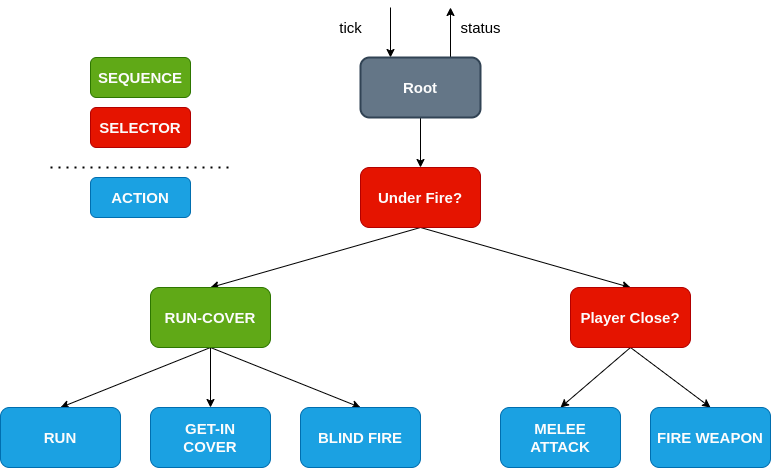 tick
status
SEQUENCE
Root
SELECTOR
ACTION
Under Fire?
RUN-COVER
Player Close?
RUN
GET-IN
COVER
BLIND FIRE
MELEE
ATTACK
FIRE WEAPON